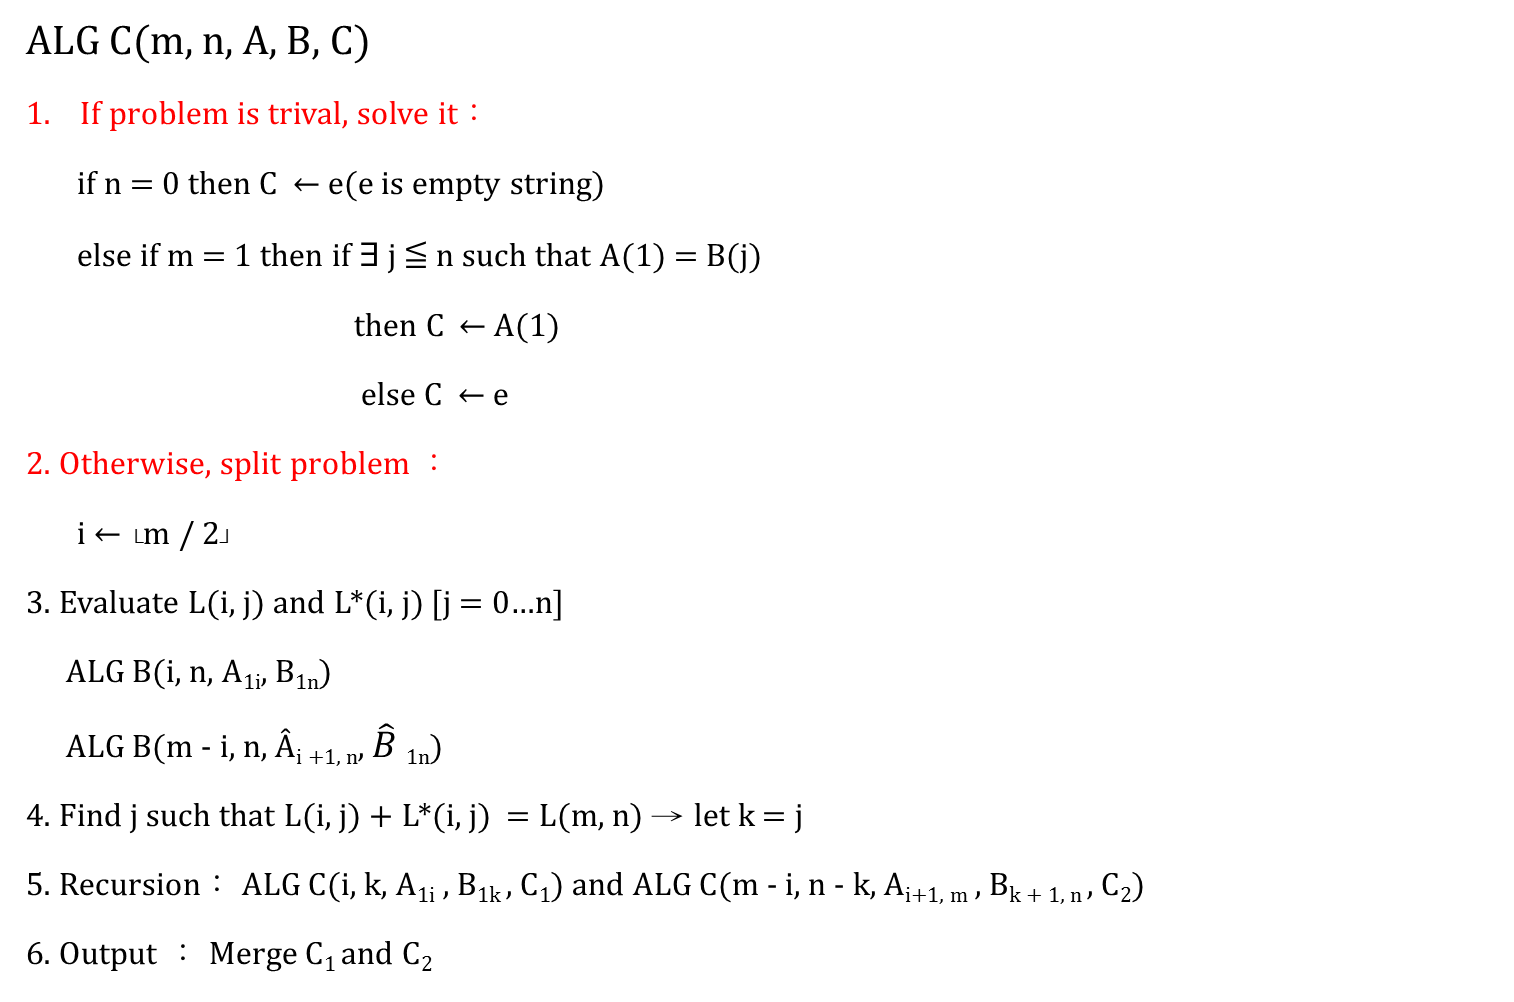 ALG C(m, n, A, B, C)
1. If problem is trival, solve it：
if n = 0 then C ← e(e is empty string)
else if m = 1 then if ∃ j ≦ n such that A(1) = B(j)
then C ← A(1)
else C ← e
2. Otherwise, split problem ：
i ← ⌞m / 2⌟
3. Evaluate L(i, j) and L*(i, j) [j = 0…n]
ALG B(i, n, A₁ᵢ, B₁ₙ)
ALG B(m - i, n, Âi +1, n, B̂ 1n)
4. Find j such that L(i, j) + L*(i, j) = L(m, n) → let k = j
5. Recursion： ALG C(i, k, A1i , B1k , C1) and ALG C(m - i, n - k, Ai+1, m , Bk + 1, n , C2)
6. Output ： Merge C1 and C2